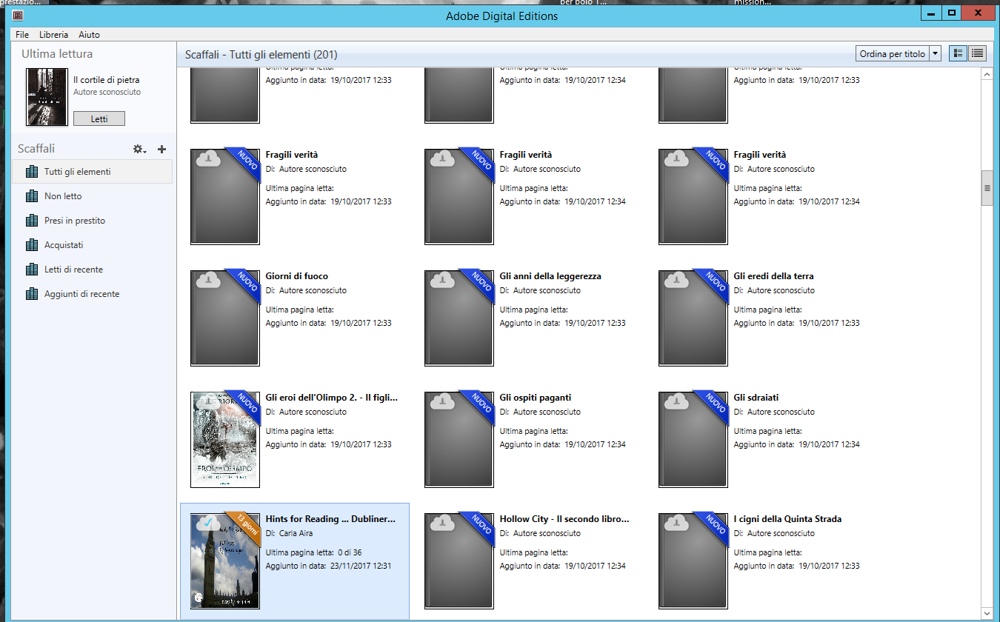 prestazio...
per polo 1...
mission...
Adobe Digital Editions
File Libreria Aiuto
Ultima lettura
Il cortile di pietra
Autore sconosciuto
Letti
Scaffali
Tutti gli elementi
Non letto
Presi in prestito
Acquistati
Letti di recente
Aggiunti di recente
Scaffali - Tutti gli elementi (201)
Ordina per titolo
Ultima pagina letta: Ultima pagina letta: Ultima pagina letta:
Aggiunto in data: 19/10/2017 12:33 Aggiunto in data: 19/10/2017 12:34 Aggiunto in data: 19/10/2017 12:33
NUOVO Fragili verità NUOVO Fragili verità NUOVO Fragili verità
Di: Autore sconosciuto Di: Autore sconosciuto Di: Autore sconosciuto
Ultima pagina letta: Ultima pagina letta: Ultima pagina letta:
Aggiunto in data: 19/10/2017 12:33 Aggiunto in data: 19/10/2017 12:34 Aggiunto in data: 19/10/2017 12:34
NUOVO Giorni di fuoco NUOVO Gli anni della leggerezza NUOVO Gli eredi della terra
Di: Autore sconosciuto Di: Autore sconosciuto Di: Autore sconosciuto
Ultima pagina letta: Ultima pagina letta: Ultima pagina letta:
Aggiunto in data: 19/10/2017 12:33 Aggiunto in data: 19/10/2017 12:33 Aggiunto in data: 19/10/2017 12:33
NUOVO Gli eroi dell'Olimpo 2. - Il figli... NUOVO Gli ospiti paganti NUOVO Gli sdraiati
Di: Autore sconosciuto Di: Autore sconosciuto Di: Autore sconosciuto
Ultima pagina letta: Ultima pagina letta: Ultima pagina letta:
Aggiunto in data: 19/10/2017 12:33 Aggiunto in data: 19/10/2017 12:34 Aggiunto in data: 19/10/2017 12:34
13 giorni Hints for Reading ... Dubliner... NUOVO Hollow City - Il secondo libro... NUOVO I cigni della Quinta Strada
Di: Carla Aira Di: Autore sconosciuto Di: Autore sconosciuto
Ultima pagina letta: 0 di 36 Ultima pagina letta: Ultima pagina letta:
Aggiunto in data: 23/11/2017 12:31 Aggiunto in data: 19/10/2017 12:34 Aggiunto in data: 19/10/2017 12:33